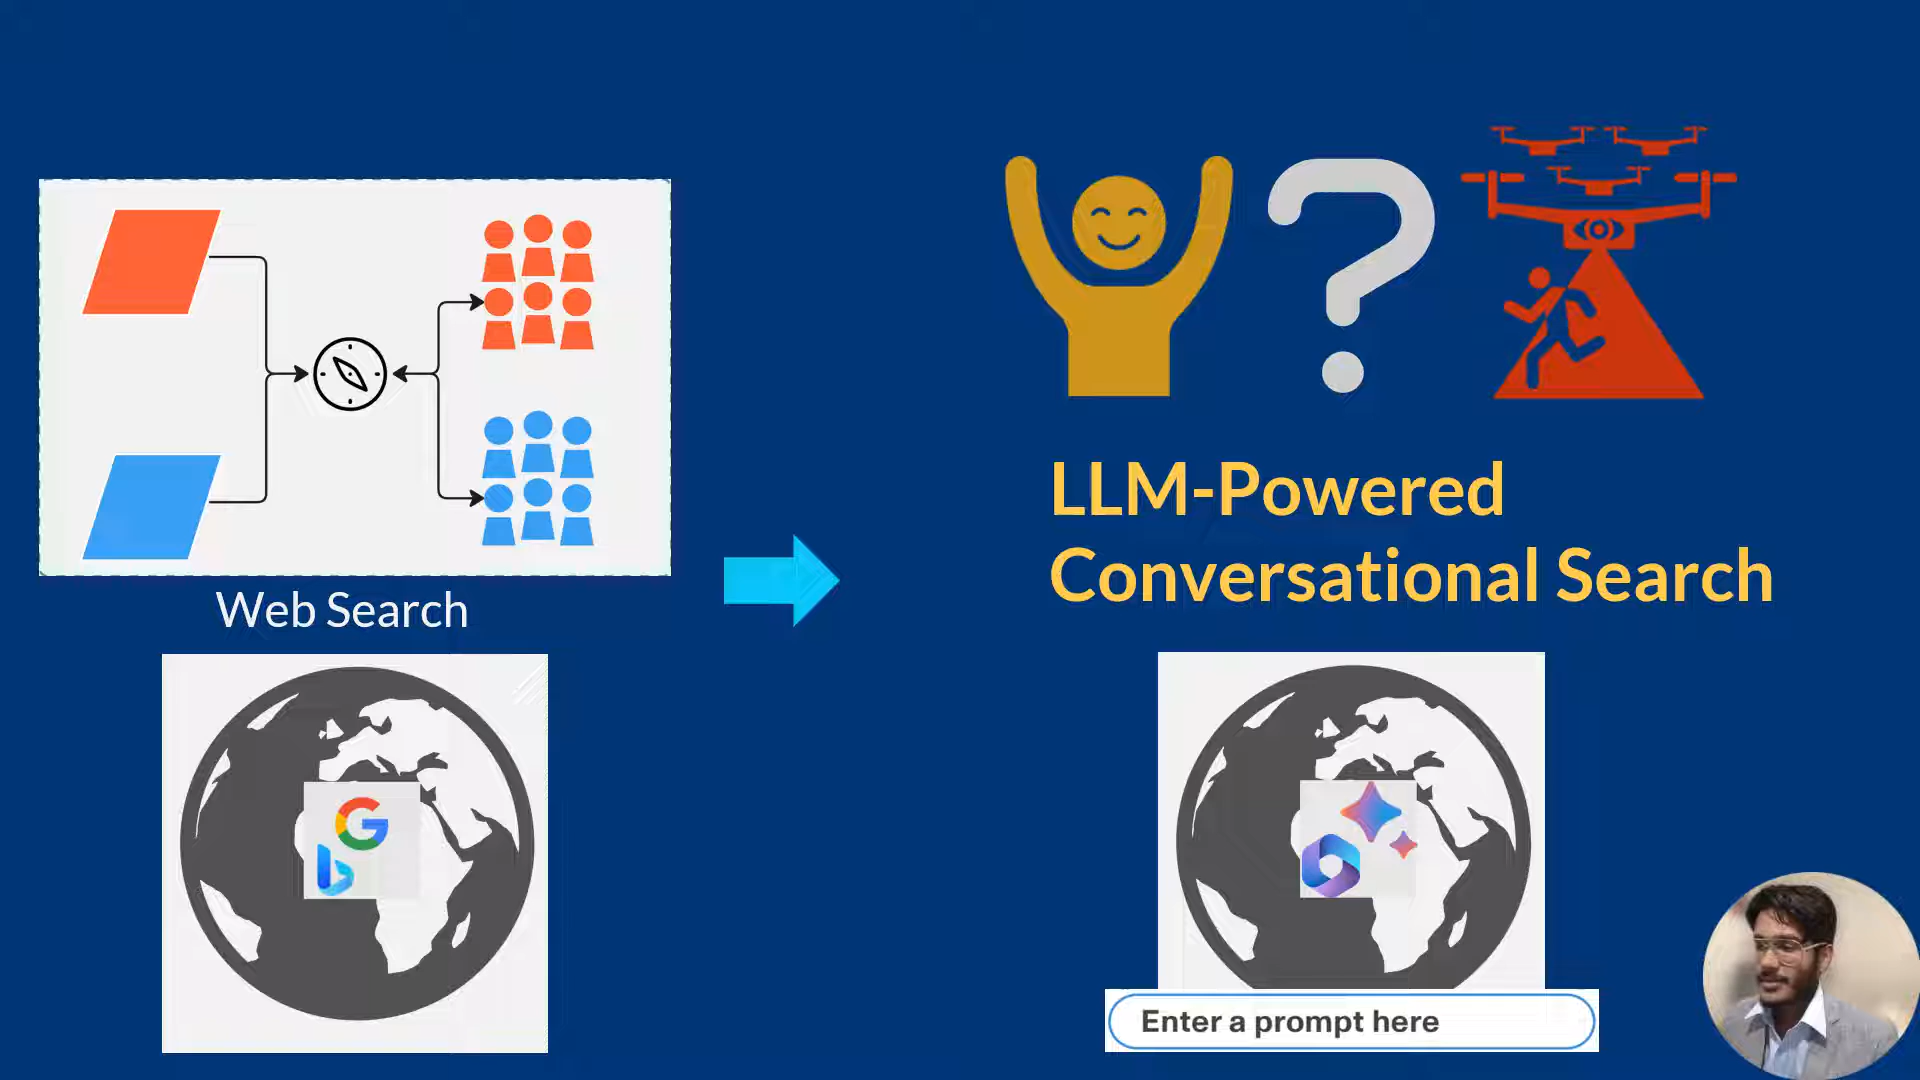 Web Search
LLM-Powered
Conversational Search
Enter a prompt here